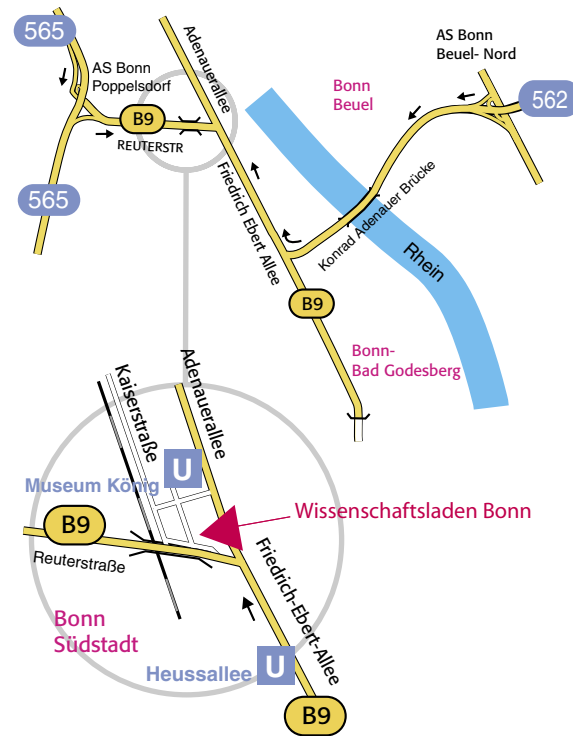 565
Adenauerallee
AS Bonn
Poppelsdorf
AS Bonn
Beuel- Nord
Bonn
Beuel
562
B9
REUTERSTR
565
Friedrich Ebert Allee
Konrad Adenauer Brücke
Rhein
B9
Bonn-
Bad Godesberg
Kaiserstraße
Adenauerallee
U
Museum König
B9
Wissenschaftsladen Bonn
Reuterstraße
Friedrich-Ebert-Allee
Bonn
Südstadt
Heussallee
U
B9